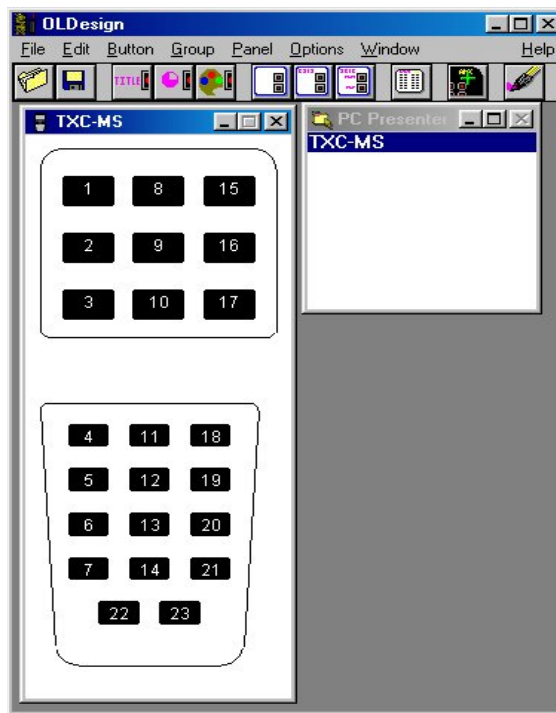 OLDesign
File Edit Button Group Panel Options Window Help
TITLE
TXC-MS
PC Presenter
TXC-MS
1 8 15
2 9 16
3 10 17
4 11 18
5 12 19
6 13 20
7 14 21
22 23